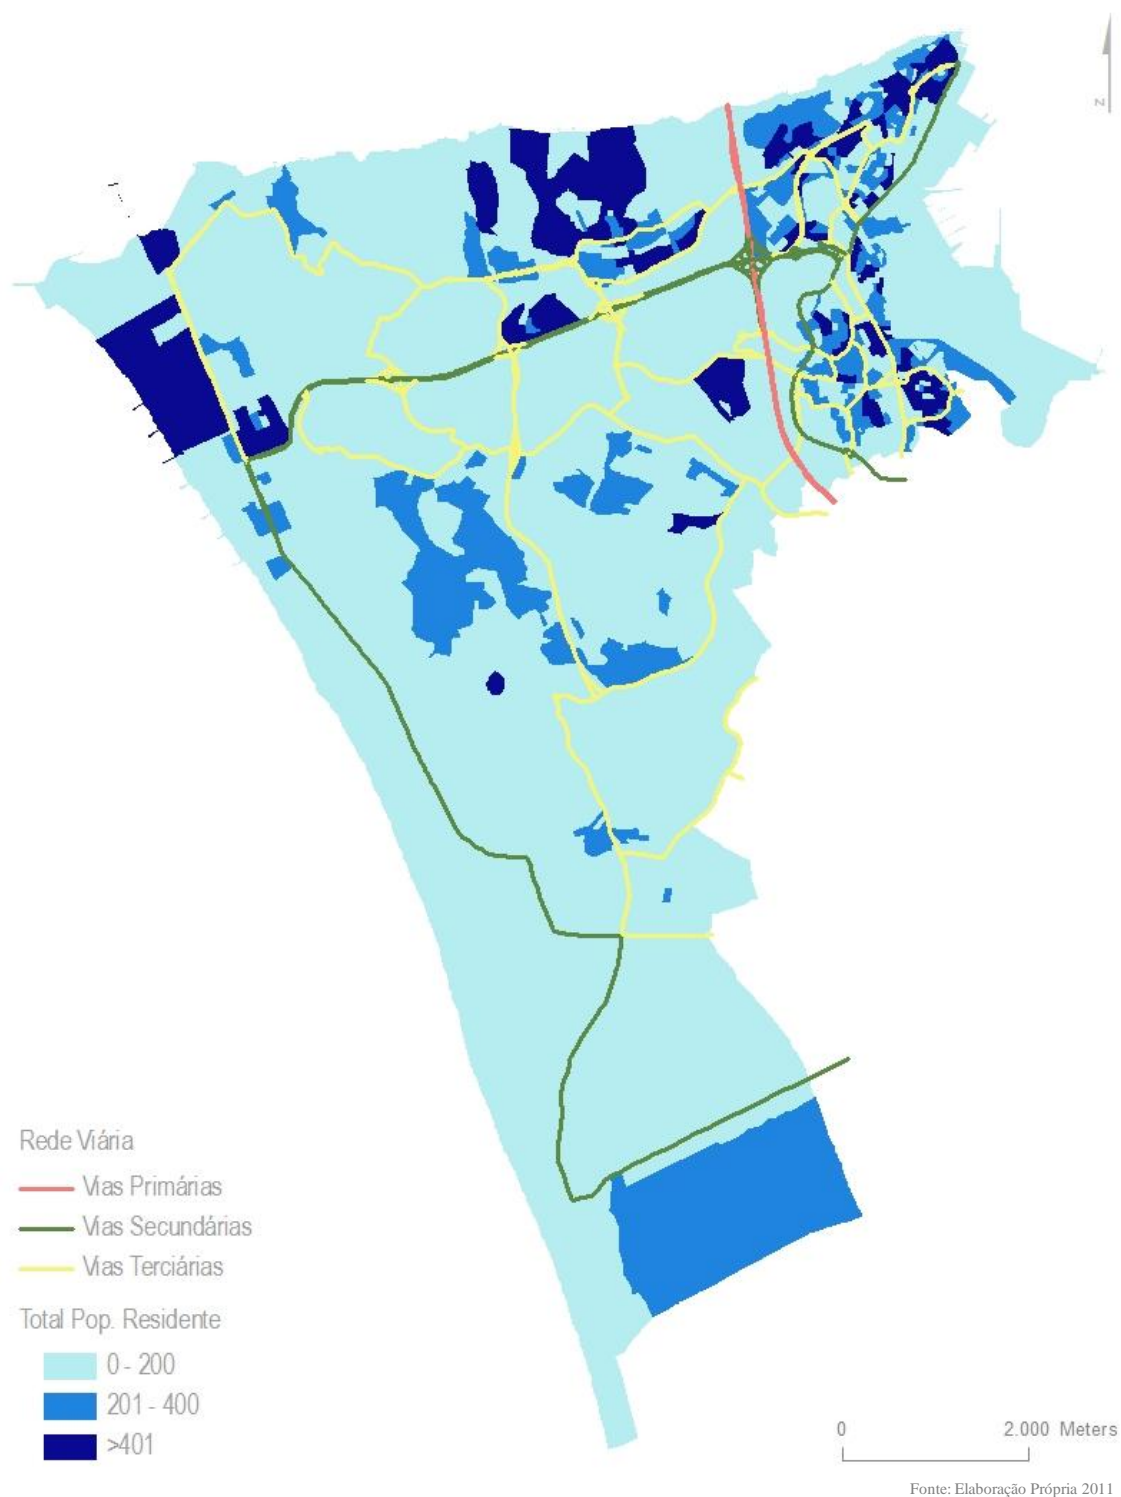 N
Rede Viária
Vias Primárias
Vias Secundárias
Vias Terciárias
Total Pop. Residente
0 - 200
201 - 400
>401
0 2.000 Meters
Fonte: Elaboração Própria 2011